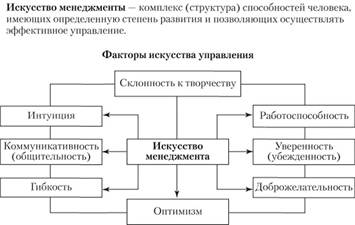 Искусство менеджменты — комплекс (структура) способностей человека,
имеющих определенную степень развития и позволяющих осуществлять
эффективное управление.
Факторы искусства управления
Склонность к творчеству
Интуиция
Работоспособность
Коммуникативность
(общительность)
Искусство
менеджмента
Уверенность
(убежденность)
Гибкость
Доброжелательность
Оптимизм